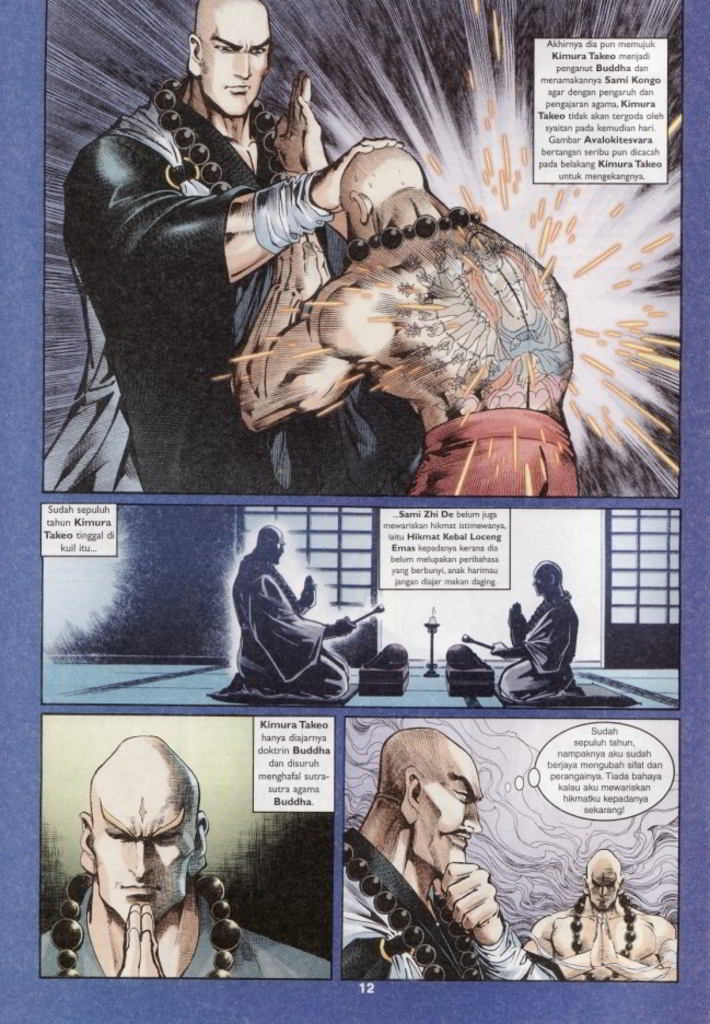 Akhirnya dia pun memujuk
Kimura Takeo menjadi
penganut Buddha dan
menamakannya Sami Kongo
agar dengan pengaruh dan
pengajaran agama, Kimura
Takeo tidak akan tergoda oleh
syaitan pada kemudian hari.
Gambar Avalokitesvara
bertangan seribu pun dicacah
pada belakang Kimura Takeo
untuk mengekangnya.
Sudah sepuluh
tahun Kimura
Takeo tinggal di
kuil itu...
...Sami Zhi De belum juga
mewariskan hikmat istimewanya,
iaitu Hikmat Kebal Loceng
Emas kepadanya kerana dia
belum melupakan peribahasa
yang berbunyi, anak harimau
jangan diajar makan daging.
Kimura Takeo
hanya diajarnya
doktrin Buddha
dan disuruh
menghafal sutra-
sutra agama
Buddha.
Sudah
sepuluh tahun,
nampaknya aku sudah
berjaya mengubah sifat dan
perangainya. Tiada bahaya
kalau aku mewariskan
hikmatku kepadanya
sekarang!
12